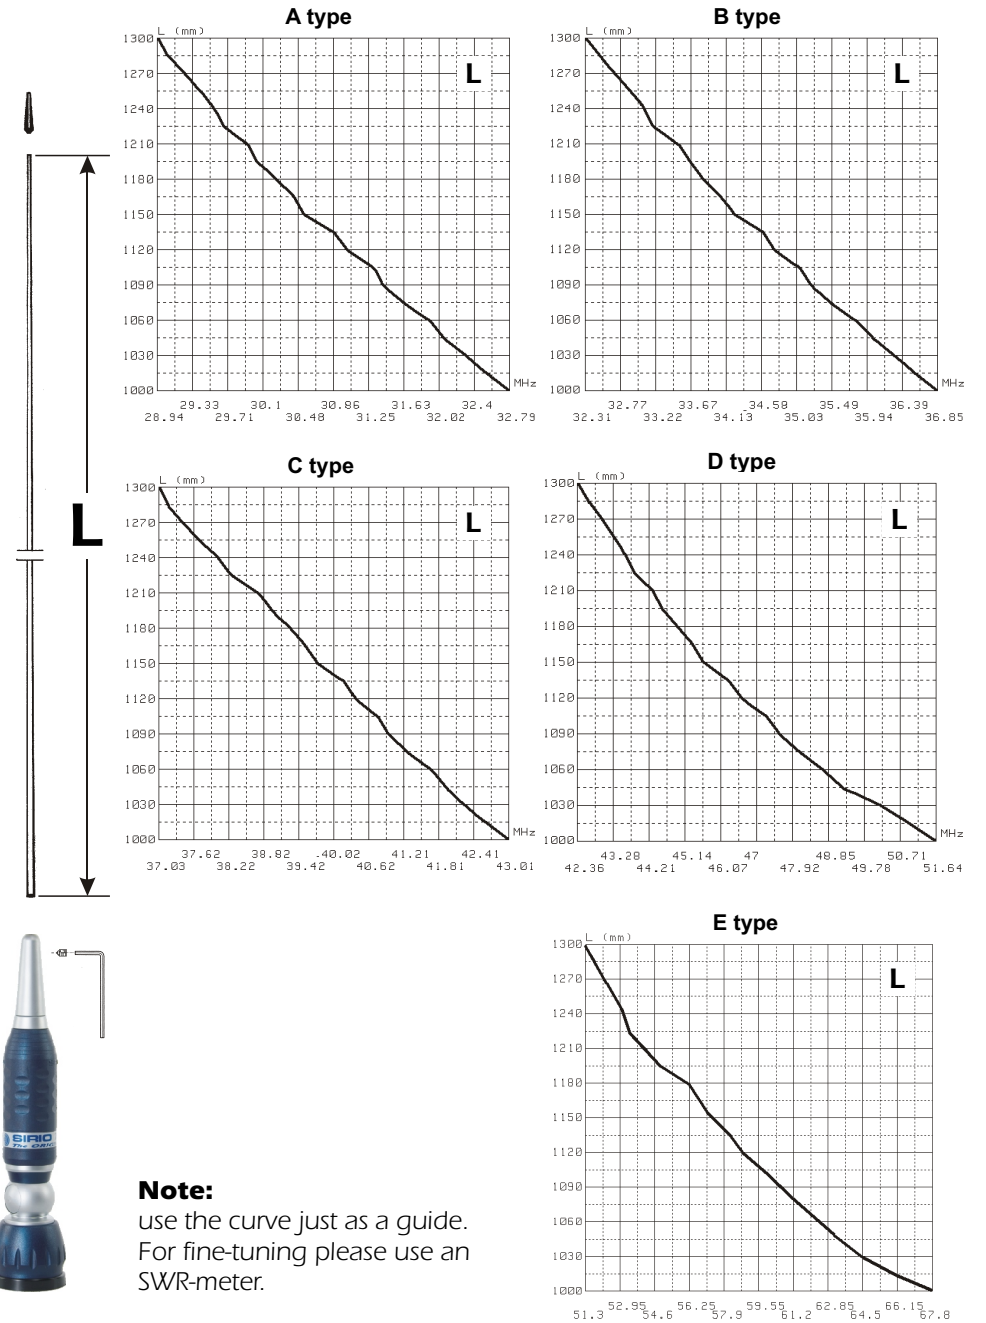 A type
L (mm)
1300
1270
1240
1210
1180
1150
1120
1090
1060
1030
1000
L
MHz
29.33 30.1 30.86 31.63 32.4
28.94 29.71 30.48 31.25 32.02 32.79
B type
L (mm)
1300
1270
1240
1210
1180
1150
1120
1090
1060
1030
1000
L
MHz
32.77 33.67 34.58 35.49 36.39
32.31 33.22 34.13 35.03 35.94 36.85
L
C type
L (mm)
1300
1270
1240
1210
1180
1150
1120
1090
1060
1030
1000
L
MHz
37.62 38.82 40.02 41.21 42.41
37.03 38.22 39.42 40.62 41.81 43.01
D type
L (mm)
1300
1270
1240
1210
1180
1150
1120
1090
1060
1030
1000
L
MHz
43.28 45.14 47 48.85 50.71
42.36 44.21 46.07 47.92 49.78 51.64
E type
L (mm)
1300
1270
1240
1210
1180
1150
1120
1090
1060
1030
1000
L
52.95 56.25 59.55 62.85 66.15
51.3 54.6 57.9 61.2 64.5 67.8
SIRIO
Note:
use the curve just as a guide.
For fine-tuning please use an
SWR-meter.